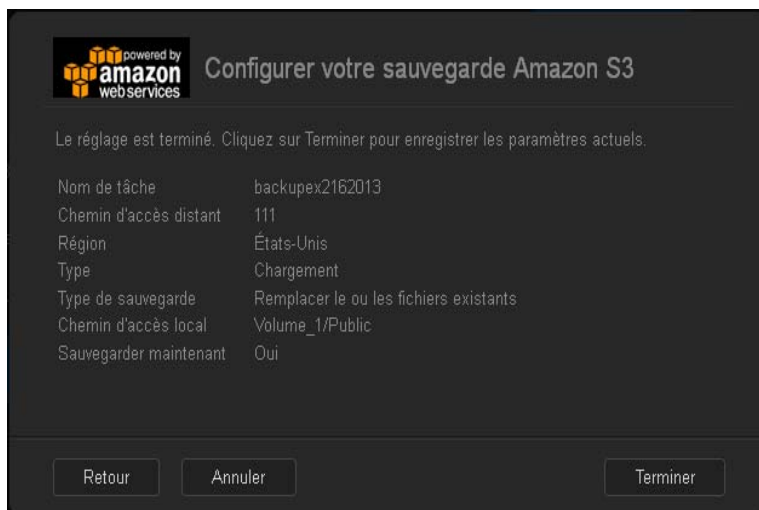 powered by
amazon
webservices
Configurer votre sauvegarde Amazon S3
Le réglage est terminé. Cliquez sur Terminer pour enregistrer les paramètres actuels.
Nom de tâche backupex2162013
Chemin d'accès distant 111
Région États-Unis
Type Chargement
Type de sauvegarde Remplacer le ou les fichiers existants
Chemin d'accès local Volume_1/Public
Sauvegarder maintenant Oui
Retour Annuler Terminer